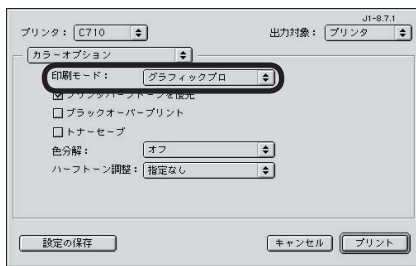 J1-8.7.1
プリンタ： C710 出力対象： プリンタ
カラーオプション
印刷モード： グラフィックプロ
プリンタハーフトーンを優先
ブラックオーバープリント
トナーセーブ
色分解： オフ
ハーフトーン調整： 指定なし
設定の保存 キャンセル プリント